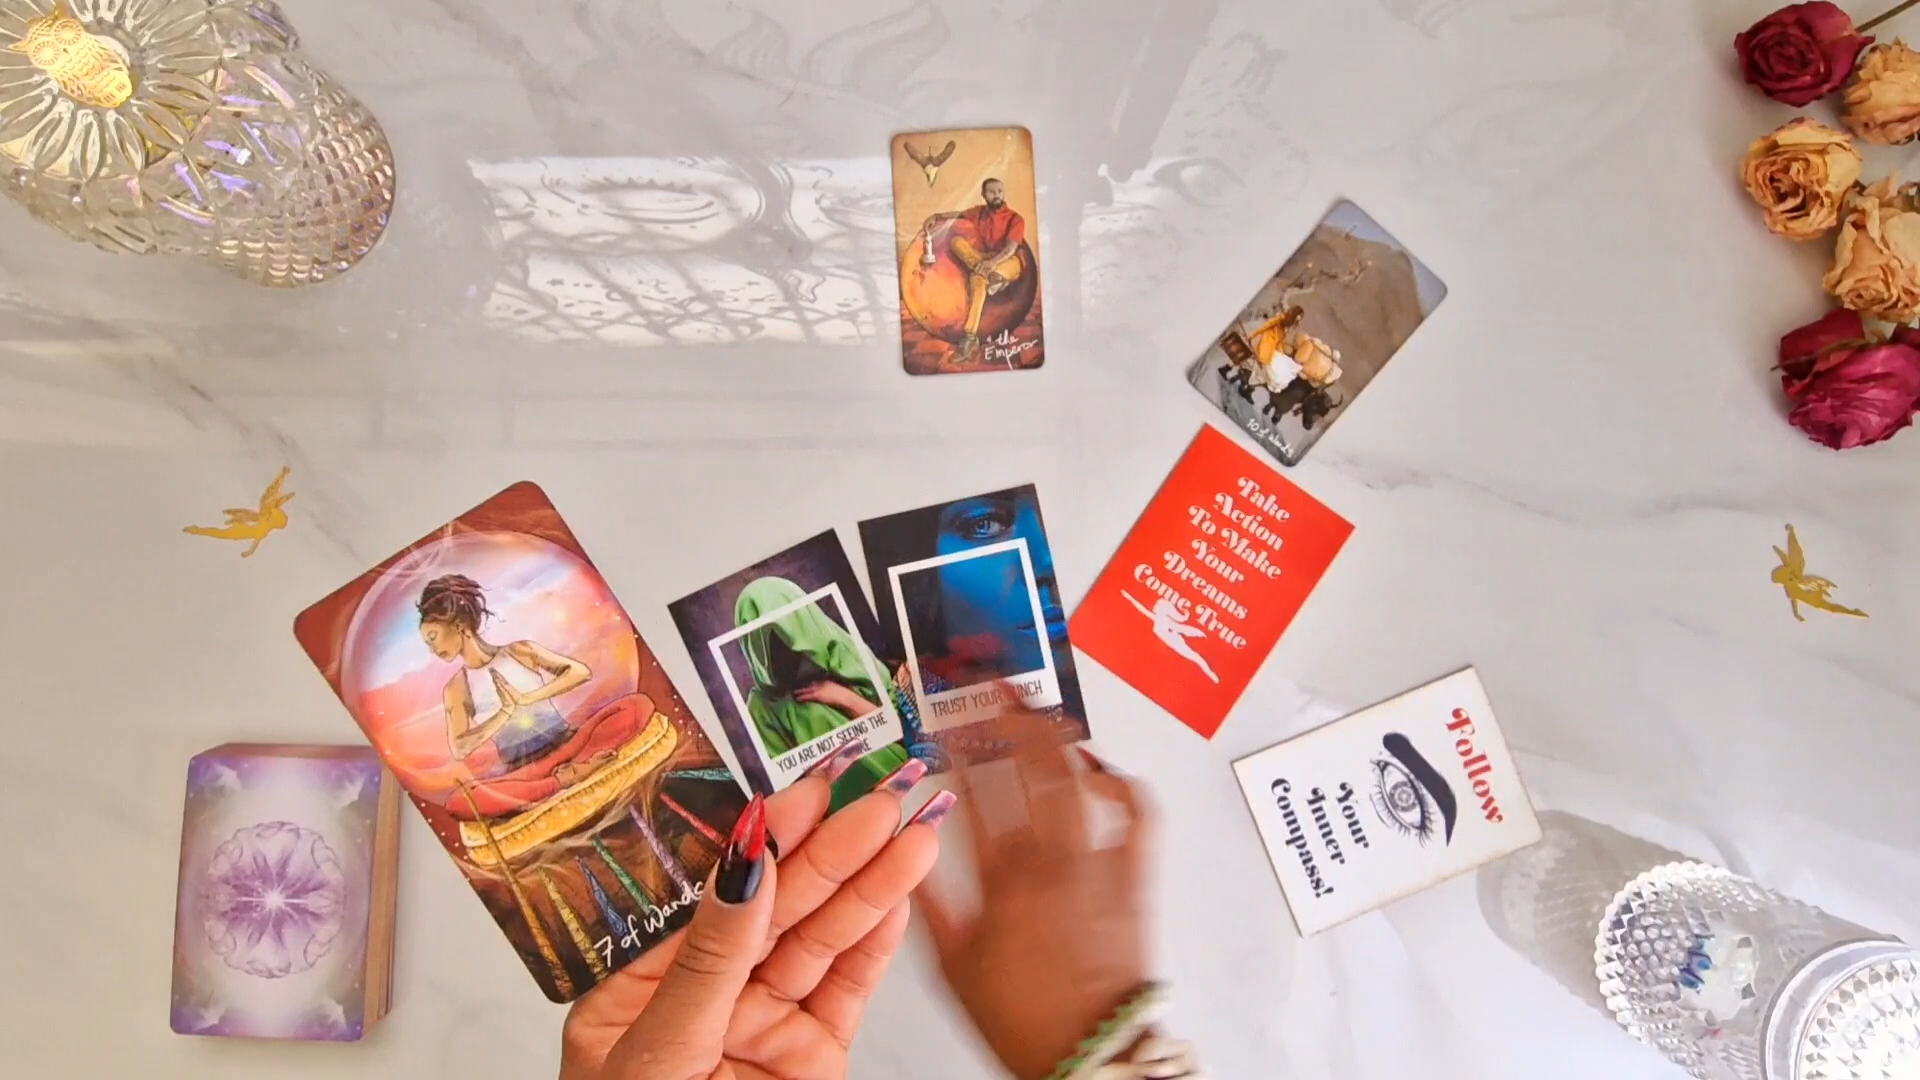 4 the
Emperor
10 of Wands
Take
Action
To Make
Your
Dreams
Come True
YOU ARE NOT SEEING THE
TRUST YOUR
7 of Wands
Follow
Your
Inner
Compass!